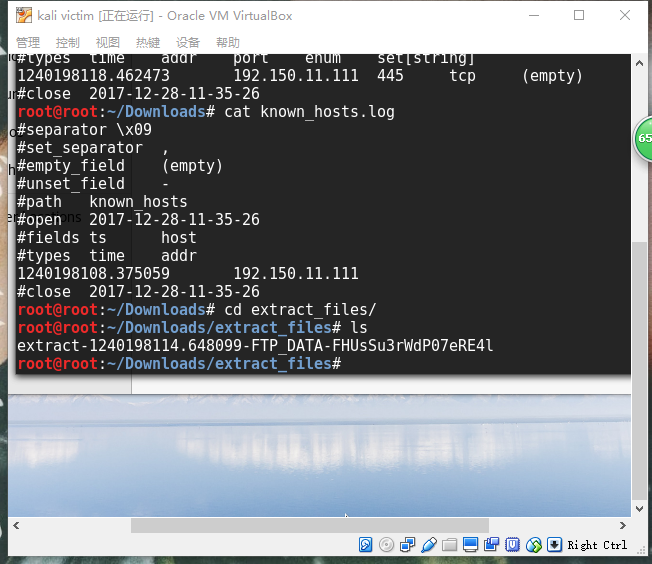 kali victim [正在运行] - Oracle VM VirtualBox
管理 控制 视图 热键 设备 帮助
#types	time	addr	port	enum	set[string]
1240198118.462473	192.150.11.111	445	tcp	(empty)
#close	2017-12-28-11-35-26
root@root:~/Downloads# cat known_hosts.log
#separator \x09
#set_separator	,
#empty_field	(empty)
#unset_field	-
#path	known_hosts
#open	2017-12-28-11-35-26
#fields	ts	host
#types	time	addr
1240198108.375059	192.150.11.111
#close	2017-12-28-11-35-26
root@root:~/Downloads# cd extract_files/
root@root:~/Downloads/extract_files# ls
extract-1240198114.648099-FTP_DATA-FHUsSu3rWdP07eRE4l
root@root:~/Downloads/extract_files#
65
Right Ctrl